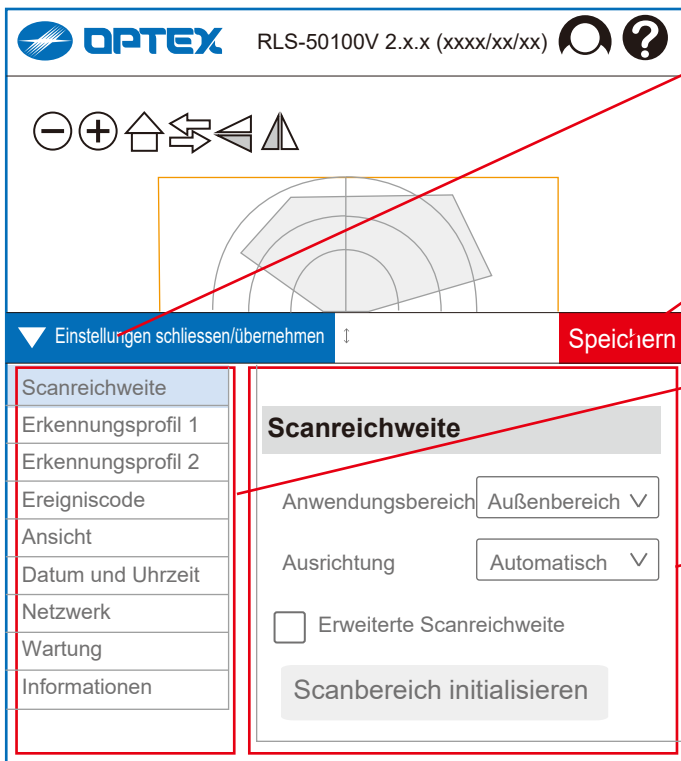 OPTEX RLS-50100V 2.x.x (xxxx/xx/xx) ?
Einstellungen schliessen/übernehmen Speichern
Scanreichweite
Erkennungsprofil 1
Erkennungsprofil 2
Ereigniscode
Ansicht
Datum und Uhrzeit
Netzwerk
Wartung
Informationen
Scanreichweite
Anwendungsbereich Außenbereich
Ausrichtung Automatisch
Erweiterte Scanreichweite
Scanbereich initialisieren